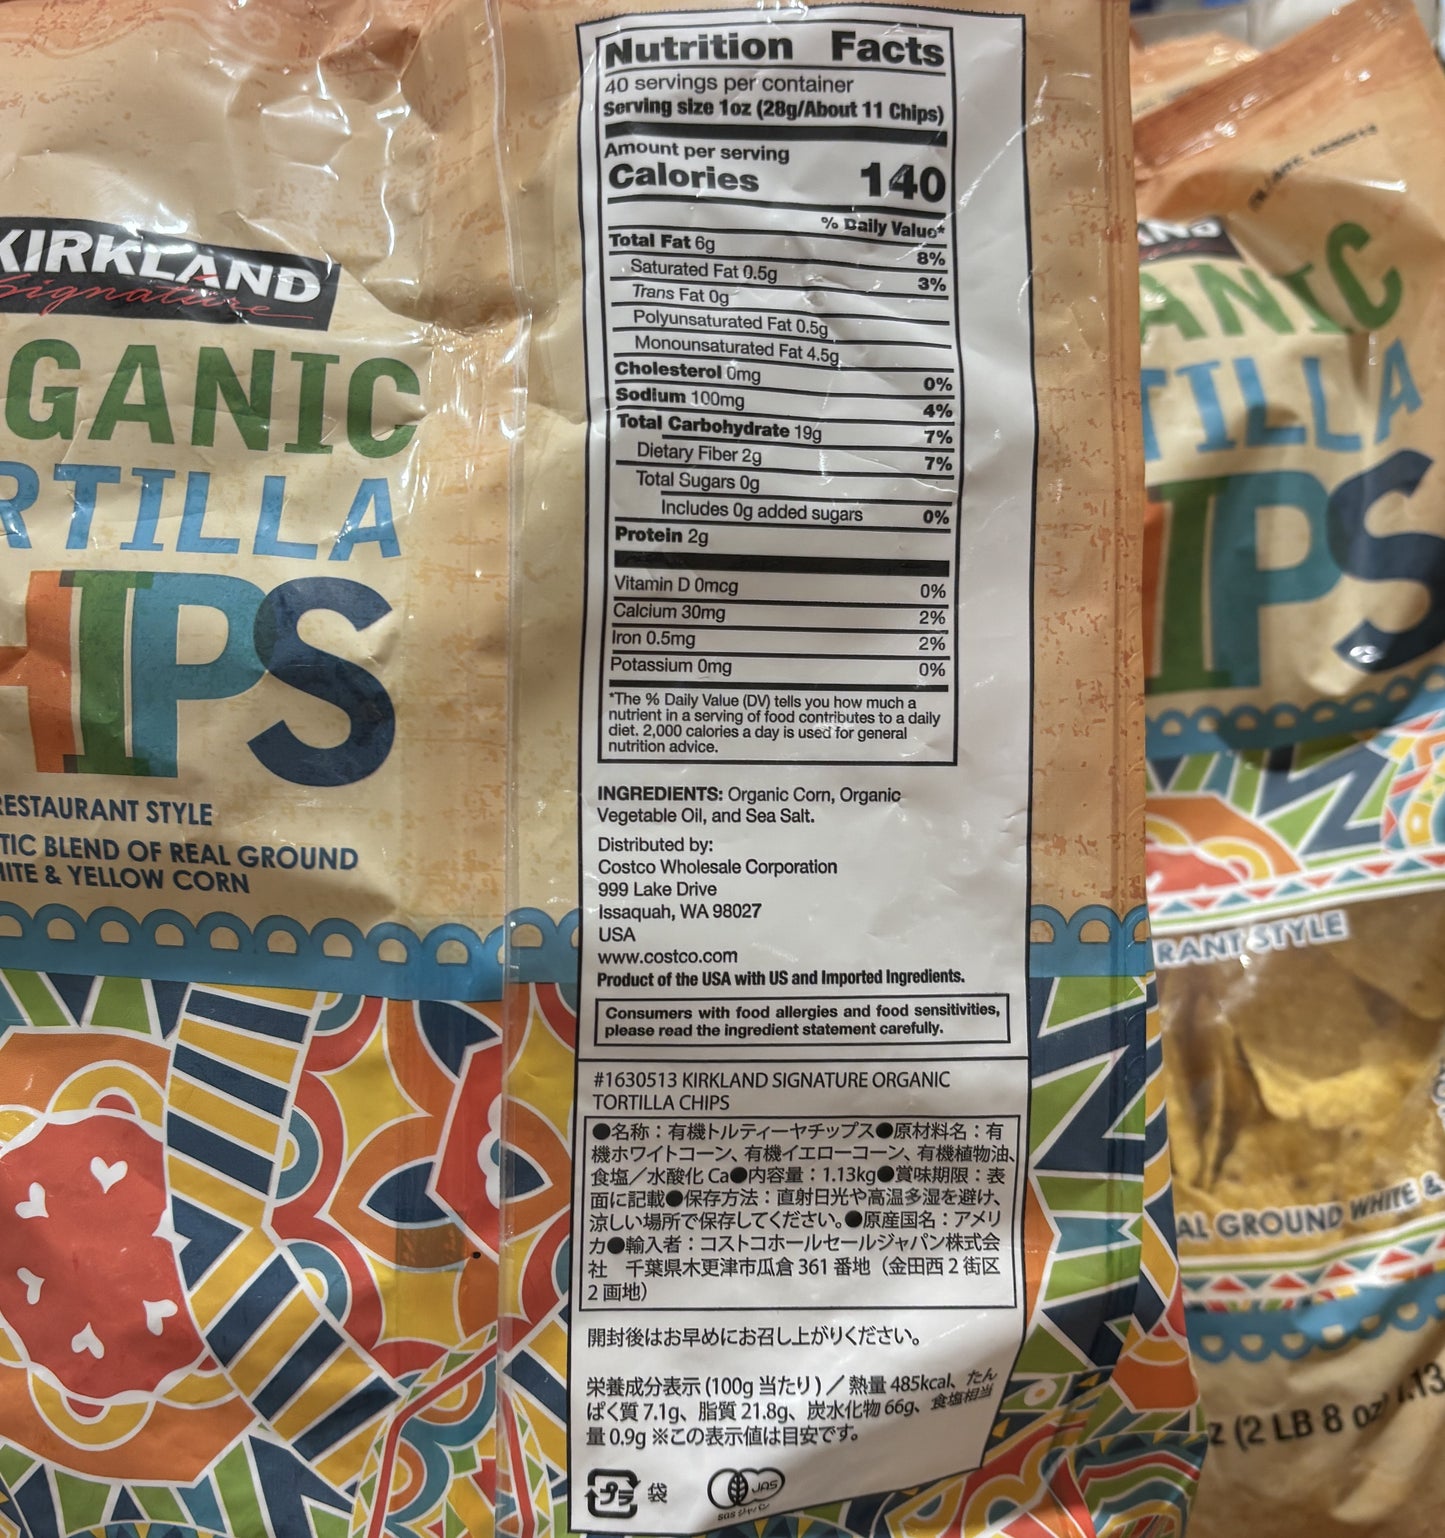 KIRKLAND
Signature
GANIC
RTILLA
HIPS
RESTAURANT STYLE
TIC BLEND OF REAL GROUND
WHITE & YELLOW CORN
Nutrition Facts
40 servings per container
Serving size 1oz (28g/About 11 Chips)
Amount per serving
Calories 140
% Daily Value*
Total Fat 6g 8%
Saturated Fat 0.5g 3%
Trans Fat 0g
Polyunsaturated Fat 0.5g
Monounsaturated Fat 4.5g
Cholesterol 0mg 0%
Sodium 100mg 4%
Total Carbohydrate 19g 7%
Dietary Fiber 2g 7%
Total Sugars 0g
Includes 0g added sugars 0%
Protein 2g
Vitamin D 0mcg 0%
Calcium 30mg 2%
Iron 0.5mg 2%
Potassium 0mg 0%
*The % Daily Value (DV) tells you how much a
nutrient in a serving of food contributes to a daily
diet. 2,000 calories a day is used for general
nutrition advice.
INGREDIENTS: Organic Corn, Organic
Vegetable Oil, and Sea Salt.
Distributed by:
Costco Wholesale Corporation
999 Lake Drive
Issaquah, WA 98027
USA
www.costco.com
Product of the USA with US and Imported Ingredients.
Consumers with food allergies and food sensitivities,
please read the ingredient statement carefully.
#1630513 KIRKLAND SIGNATURE ORGANIC
TORTILLA CHIPS
●名称：有機トルティーヤチップス●原材料名：有
機ホワイトコーン、有機イエローコーン、有機植物油、
食塩／水酸化 Ca●内容量：1.13kg●賞味期限：表
面に記載●保存方法：直射日光や高温多湿を避け、
涼しい場所で保存してください。●原産国名：アメリ
カ●輸入者：コストコホールセールジャパン株式会
社 千葉県木更津市瓜倉 361 番地（金田西 2 街区
2 画地）
開封後はお早めにお召し上がりください。
栄養成分表示 (100g 当たり)／熱量 485kcal、たん
ぱく質 7.1g、脂質 21.8g、炭水化物 66g、食塩相当
量 0.9g ※この表示値は目安です。
プラ 袋 JAS
SGS ジャパン
ANIC
TILLA
IPS
RANT STYLE
AL GROUND WHITE &
Z (2 LB 8 OZ) 1.13